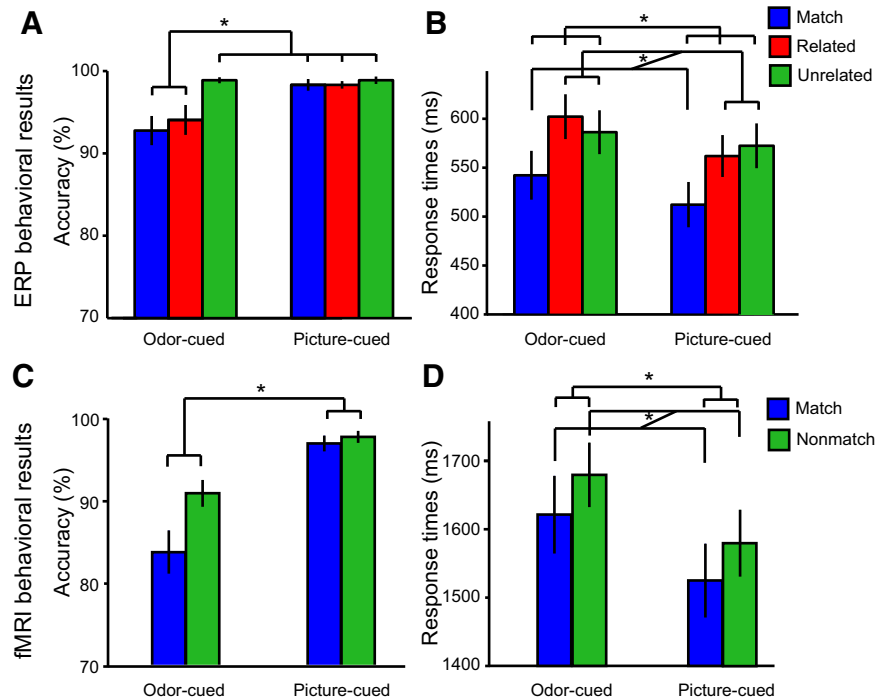 A
*
ERP behavioral results
Accuracy (%)
100
90
80
70
Odor-cued
Picture-cued
B
*
*
Match
Related
Unrelated
Response times (ms)
600
550
500
450
400
Odor-cued
Picture-cued
C
*
fMRI behavioral results
Accuracy (%)
100
90
80
70
Odor-cued
Picture-cued
D
*
*
Match
Nonmatch
Response times (ms)
1700
1600
1500
1400
Odor-cued
Picture-cued